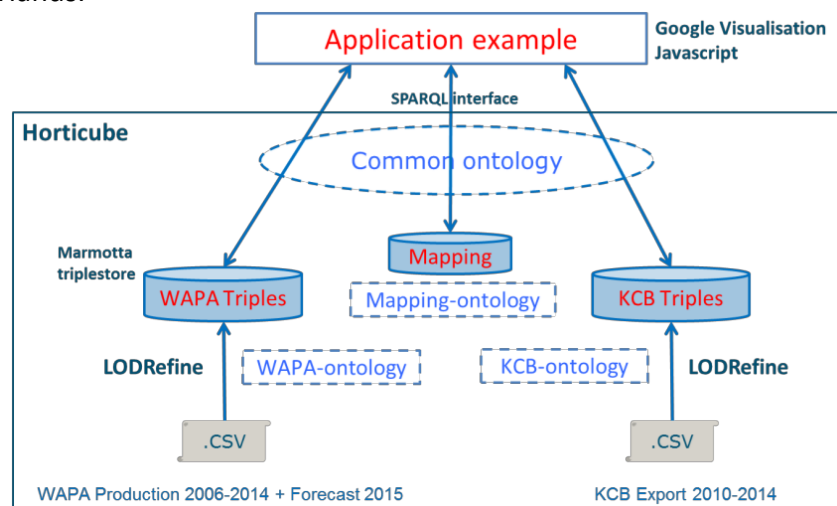 Application example
Google Visualisation
Javascript
SPARQL interface
Horticube
Common ontology
Marmotta
triplestore
Mapping
WAPA Triples
Mapping-ontology
KCB Triples
LODRefine
WAPA-ontology
KCB-ontology
LODRefine
.CSV
.CSV
WAPA Production 2006-2014 + Forecast 2015
KCB Export 2010-2014